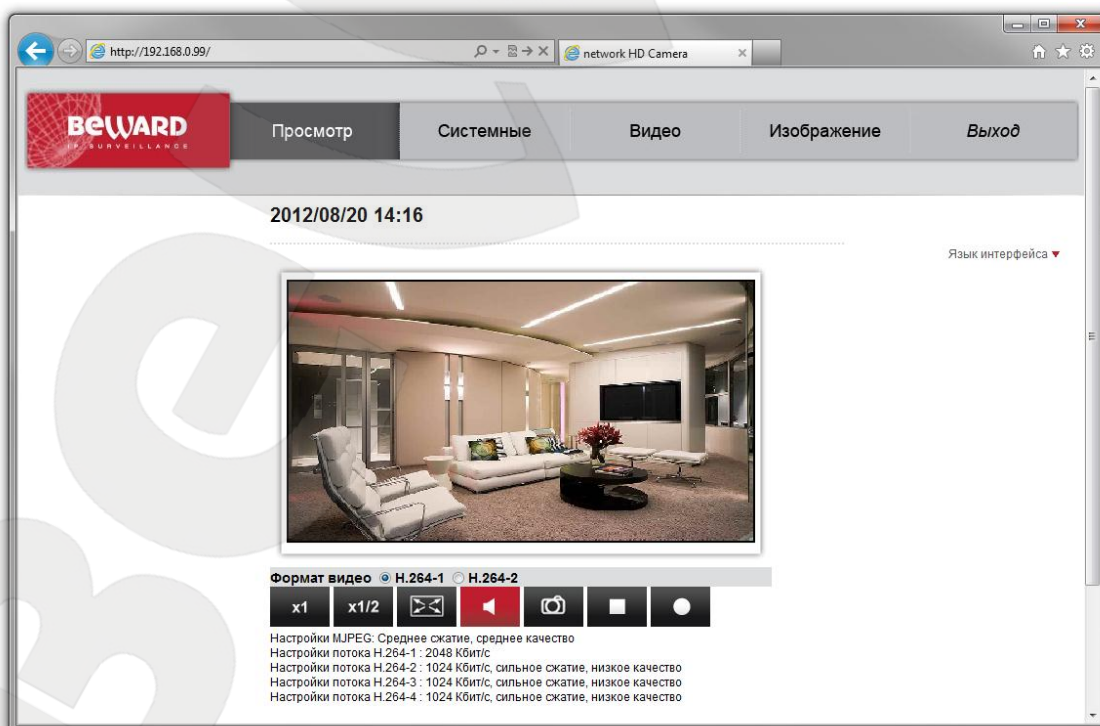 http://192.168.0.99/
network HD Camera
BEWARD
IP SURVEILLANCE
Просмотр
Системные
Видео
Изображение
Выход
2012/08/20 14:16
Язык интерфейса
Формат видео H.264-1 H.264-2
x1
x1/2
Настройки MJPEG: Среднее сжатие, среднее качество
Настройки потока H.264-1 : 2048 Кбит/с
Настройки потока H.264-2 : 1024 Кбит/с, сильное сжатие, низкое качество
Настройки потока H.264-3 : 1024 Кбит/с, сильное сжатие, низкое качество
Настройки потока H.264-4 : 1024 Кбит/с, сильное сжатие, низкое качество